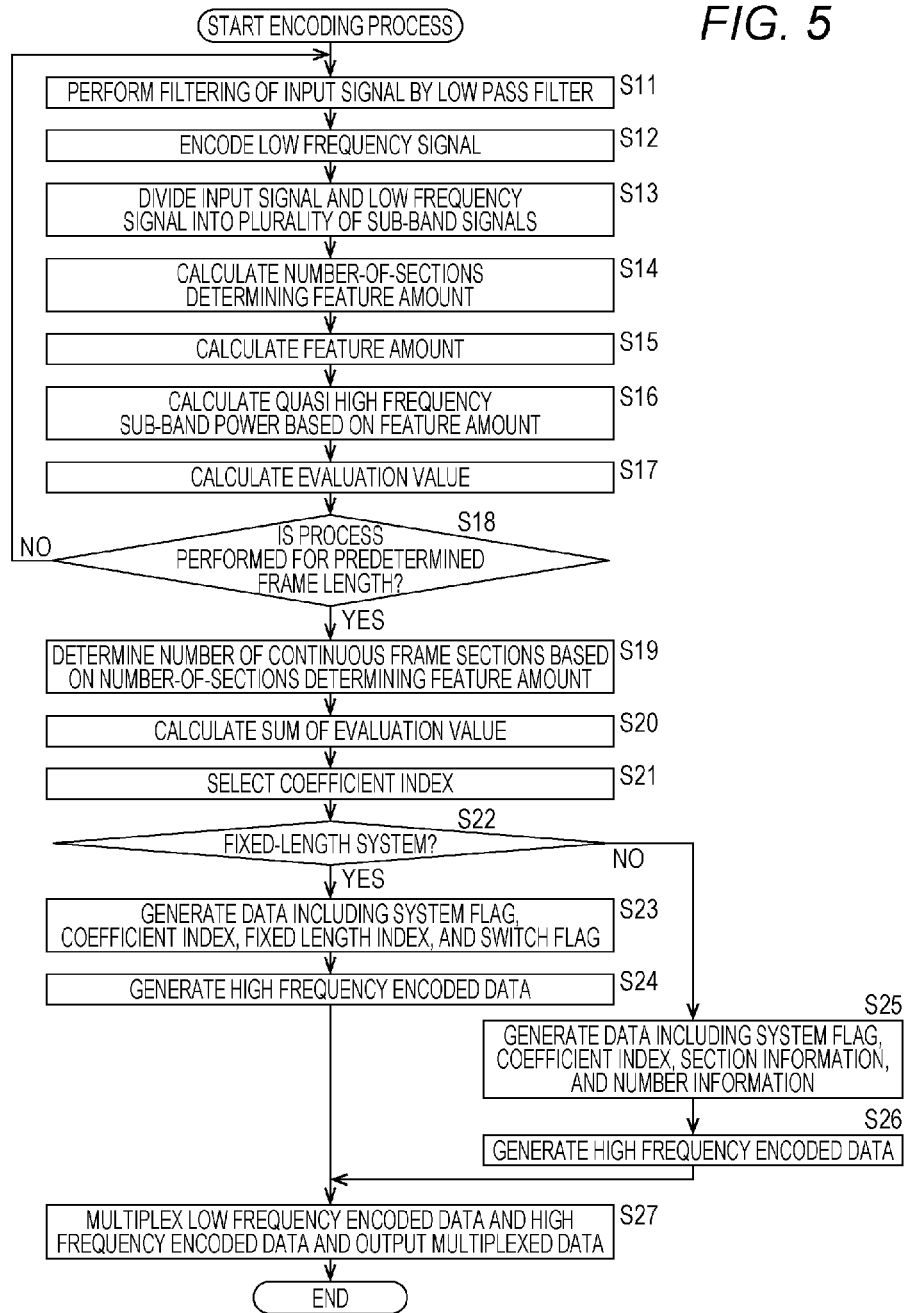 FIG. 5
START ENCODING PROCESS
PERFORM FILTERING OF INPUT SIGNAL BY LOW PASS FILTER
S11
ENCODE LOW FREQUENCY SIGNAL
S12
DIVIDE INPUT SIGNAL AND LOW FREQUENCY
SIGNAL INTO PLURALITY OF SUB-BAND SIGNALS
S13
CALCULATE NUMBER-OF-SECTIONS
DETERMINING FEATURE AMOUNT
S14
CALCULATE FEATURE AMOUNT
S15
CALCULATE QUASI HIGH FREQUENCY
SUB-BAND POWER BASED ON FEATURE AMOUNT
S16
CALCULATE EVALUATION VALUE
S17
S18
IS PROCESS
PERFORMED FOR PREDETERMINED
FRAME LENGTH?
NO
YES
DETERMINE NUMBER OF CONTINUOUS FRAME SECTIONS BASED
ON NUMBER-OF-SECTIONS DETERMINING FEATURE AMOUNT
S19
CALCULATE SUM OF EVALUATION VALUE
S20
SELECT COEFFICIENT INDEX
S21
S22
FIXED-LENGTH SYSTEM?
NO
YES
GENERATE DATA INCLUDING SYSTEM FLAG,
COEFFICIENT INDEX, FIXED LENGTH INDEX, AND SWITCH FLAG
S23
GENERATE HIGH FREQUENCY ENCODED DATA
S24
S25
GENERATE DATA INCLUDING SYSTEM FLAG,
COEFFICIENT INDEX, SECTION INFORMATION,
AND NUMBER INFORMATION
S26
GENERATE HIGH FREQUENCY ENCODED DATA
MULTIPLEX LOW FREQUENCY ENCODED DATA AND HIGH
FREQUENCY ENCODED DATA AND OUTPUT MULTIPLEXED DATA
S27
END